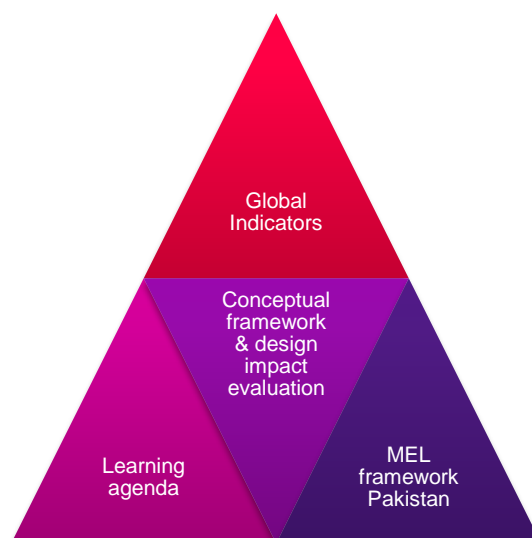 Global
Indicators
Conceptual
framework
& design
impact
evaluation
Learning
agenda
MEL
framework
Pakistan